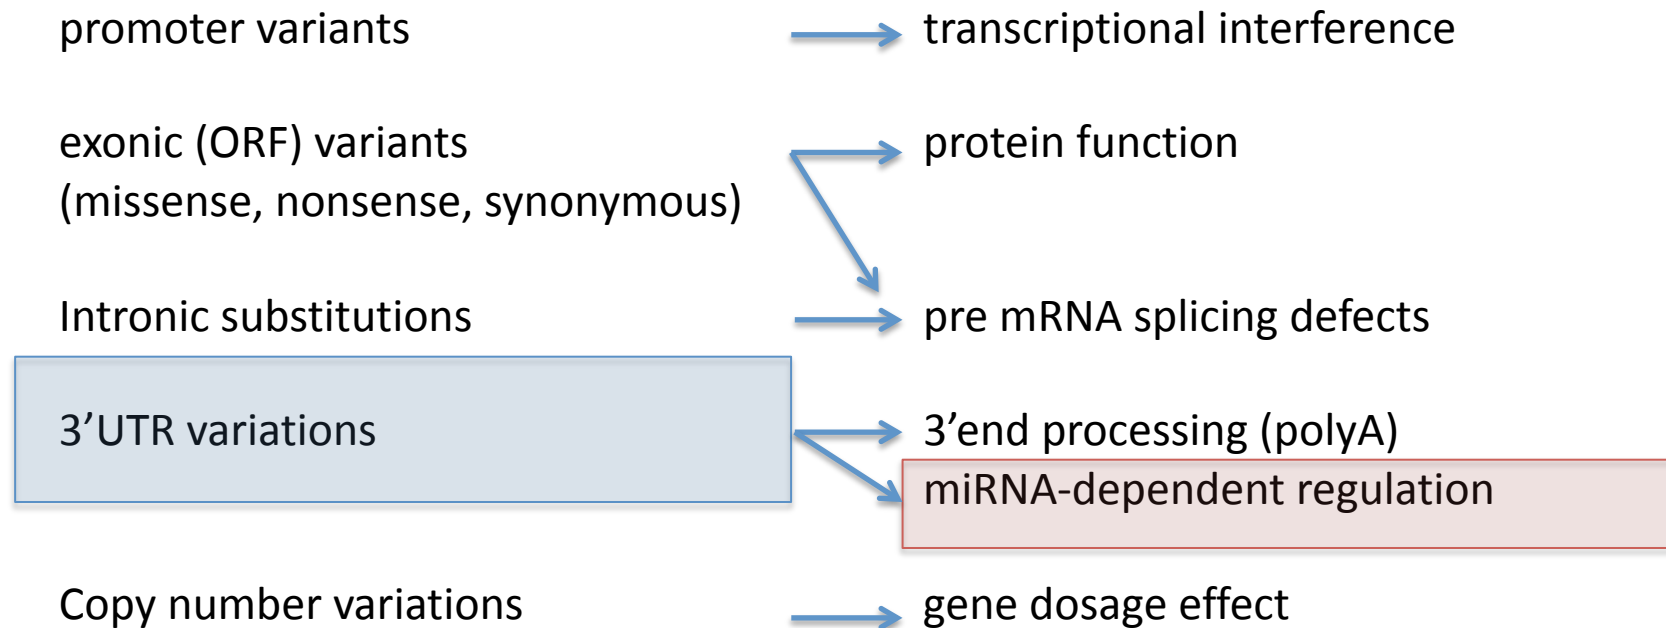 promoter variants
transcriptional interference
exonic (ORF) variants
(missense, nonsense, synonymous)
protein function
Intronic substitutions
pre mRNA splicing defects
3’UTR variations
3’end processing (polyA)
miRNA-dependent regulation
Copy number variations
gene dosage effect